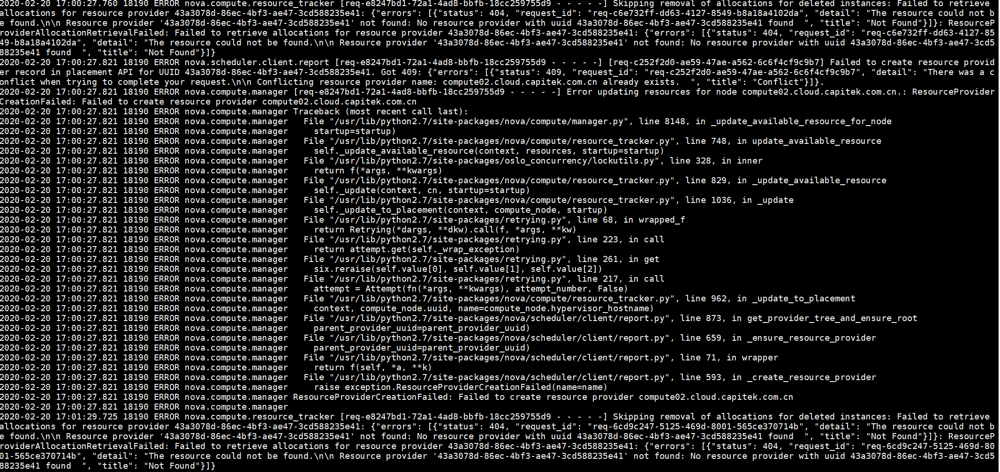 2020-02-20 17:00:27.760 18190 ERROR nova.compute.resource_tracker [req-e8247bd1-72a1-4ad8-bbfb-18cc259755d9 - - - - -] Skipping removal of allocations for deleted instances: Failed to retrieve
allocations for resource provider 43a3078d-86ec-4bf3-ae47-3cd588235e41: {"errors": [{"status": 404, "request_id": "req-c6e732ff-dd63-4127-8549-b8a18a4102da", "detail": "The resource could not b
e found.\n\n Resource provider '43a3078d-86ec-4bf3-ae47-3cd588235e41' not found: No resource provider with uuid 43a3078d-86ec-4bf3-ae47-3cd588235e41 found  ", "title": "Not Found"}]}: ResourceP
roviderAllocationRetrievalFailed: Failed to retrieve allocations for resource provider 43a3078d-86ec-4bf3-ae47-3cd588235e41: {"errors": [{"status": 404, "request_id": "req-c6e732ff-dd63-4127-85
49-b8a18a4102da", "detail": "The resource could not be found.\n\n Resource provider '43a3078d-86ec-4bf3-ae47-3cd588235e41' not found: No resource provider with uuid 43a3078d-86ec-4bf3-ae47-3cd5
88235e41 found  ", "title": "Not Found"}]}
2020-02-20 17:00:27.821 18190 ERROR nova.scheduler.client.report [req-e8247bd1-72a1-4ad8-bbfb-18cc259755d9 - - - - -] [req-c252f2d0-ae59-47ae-a562-6c6f4cf9c9b7] Failed to create resource provid
er record in placement API for UUID 43a3078d-86ec-4bf3-ae47-3cd588235e41. Got 409: {"errors": [{"status": 409, "request_id": "req-c252f2d0-ae59-47ae-a562-6c6f4cf9c9b7", "detail": "There was a c
onflict when trying to complete your request.\n\n Conflicting resource provider name: compute02.cloud.capitek.com.cn already exists.  ", "title": "Conflict"}]}.
2020-02-20 17:00:27.821 18190 ERROR nova.compute.manager [req-e8247bd1-72a1-4ad8-bbfb-18cc259755d9 - - - - -] Error updating resources for node compute02.cloud.capitek.com.cn.: ResourceProvider
CreationFailed: Failed to create resource provider compute02.cloud.capitek.com.cn
2020-02-20 17:00:27.821 18190 ERROR nova.compute.manager Traceback (most recent call last):
2020-02-20 17:00:27.821 18190 ERROR nova.compute.manager   File "/usr/lib/python2.7/site-packages/nova/compute/manager.py", line 8148, in _update_available_resource_for_node
2020-02-20 17:00:27.821 18190 ERROR nova.compute.manager     startup=startup)
2020-02-20 17:00:27.821 18190 ERROR nova.compute.manager   File "/usr/lib/python2.7/site-packages/nova/compute/resource_tracker.py", line 748, in update_available_resource
2020-02-20 17:00:27.821 18190 ERROR nova.compute.manager     self._update_available_resource(context, resources, startup=startup)
2020-02-20 17:00:27.821 18190 ERROR nova.compute.manager   File "/usr/lib/python2.7/site-packages/oslo_concurrency/lockutils.py", line 328, in inner
2020-02-20 17:00:27.821 18190 ERROR nova.compute.manager     return f(*args, **kwargs)
2020-02-20 17:00:27.821 18190 ERROR nova.compute.manager   File "/usr/lib/python2.7/site-packages/nova/compute/resource_tracker.py", line 829, in _update_available_resource
2020-02-20 17:00:27.821 18190 ERROR nova.compute.manager     self._update(context, cn, startup=startup)
2020-02-20 17:00:27.821 18190 ERROR nova.compute.manager   File "/usr/lib/python2.7/site-packages/nova/compute/resource_tracker.py", line 1036, in _update
2020-02-20 17:00:27.821 18190 ERROR nova.compute.manager     self._update_to_placement(context, compute_node, startup)
2020-02-20 17:00:27.821 18190 ERROR nova.compute.manager   File "/usr/lib/python2.7/site-packages/retrying.py", line 68, in wrapped_f
2020-02-20 17:00:27.821 18190 ERROR nova.compute.manager     return Retrying(*dargs, **dkw).call(f, *args, **kw)
2020-02-20 17:00:27.821 18190 ERROR nova.compute.manager   File "/usr/lib/python2.7/site-packages/retrying.py", line 223, in call
2020-02-20 17:00:27.821 18190 ERROR nova.compute.manager     return attempt.get(self._wrap_exception)
2020-02-20 17:00:27.821 18190 ERROR nova.compute.manager   File "/usr/lib/python2.7/site-packages/retrying.py", line 261, in get
2020-02-20 17:00:27.821 18190 ERROR nova.compute.manager     six.reraise(self.value[0], self.value[1], self.value[2])
2020-02-20 17:00:27.821 18190 ERROR nova.compute.manager   File "/usr/lib/python2.7/site-packages/retrying.py", line 217, in call
2020-02-20 17:00:27.821 18190 ERROR nova.compute.manager     attempt = Attempt(fn(*args, **kwargs), attempt_number, False)
2020-02-20 17:00:27.821 18190 ERROR nova.compute.manager   File "/usr/lib/python2.7/site-packages/nova/compute/resource_tracker.py", line 962, in _update_to_placement
2020-02-20 17:00:27.821 18190 ERROR nova.compute.manager     context, compute_node.uuid, name=compute_node.hypervisor_hostname)
2020-02-20 17:00:27.821 18190 ERROR nova.compute.manager   File "/usr/lib/python2.7/site-packages/nova/scheduler/client/report.py", line 873, in get_provider_tree_and_ensure_root
2020-02-20 17:00:27.821 18190 ERROR nova.compute.manager     parent_provider_uuid=parent_provider_uuid)
2020-02-20 17:00:27.821 18190 ERROR nova.compute.manager   File "/usr/lib/python2.7/site-packages/nova/scheduler/client/report.py", line 659, in _ensure_resource_provider
2020-02-20 17:00:27.821 18190 ERROR nova.compute.manager     parent_provider_uuid=parent_provider_uuid)
2020-02-20 17:00:27.821 18190 ERROR nova.compute.manager   File "/usr/lib/python2.7/site-packages/nova/scheduler/client/report.py", line 71, in wrapper
2020-02-20 17:00:27.821 18190 ERROR nova.compute.manager     return f(self, *a, **k)
2020-02-20 17:00:27.821 18190 ERROR nova.compute.manager   File "/usr/lib/python2.7/site-packages/nova/scheduler/client/report.py", line 593, in _create_resource_provider
2020-02-20 17:00:27.821 18190 ERROR nova.compute.manager     raise exception.ResourceProviderCreationFailed(name=name)
2020-02-20 17:00:27.821 18190 ERROR nova.compute.manager ResourceProviderCreationFailed: Failed to create resource provider compute02.cloud.capitek.com.cn
2020-02-20 17:00:27.821 18190 ERROR nova.compute.manager
2020-02-20 17:01:29.725 18190 ERROR nova.compute.resource_tracker [req-e8247bd1-72a1-4ad8-bbfb-18cc259755d9 - - - - -] Skipping removal of allocations for deleted instances: Failed to retrieve
allocations for resource provider 43a3078d-86ec-4bf3-ae47-3cd588235e41: {"errors": [{"status": 404, "request_id": "req-6cd9c247-5125-469d-8001-565ce370714b", "detail": "The resource could not b
e found.\n\n Resource provider '43a3078d-86ec-4bf3-ae47-3cd588235e41' not found: No resource provider with uuid 43a3078d-86ec-4bf3-ae47-3cd588235e41 found  ", "title": "Not Found"}]}: ResourceP
roviderAllocationRetrievalFailed: Failed to retrieve allocations for resource provider 43a3078d-86ec-4bf3-ae47-3cd588235e41: {"errors": [{"status": 404, "request_id": "req-6cd9c247-5125-469d-80
01-565ce370714b", "detail": "The resource could not be found.\n\n Resource provider '43a3078d-86ec-4bf3-ae47-3cd588235e41' not found: No resource provider with uuid 43a3078d-86ec-4bf3-ae47-3cd5
88235e41 found  ", "title": "Not Found"}]}